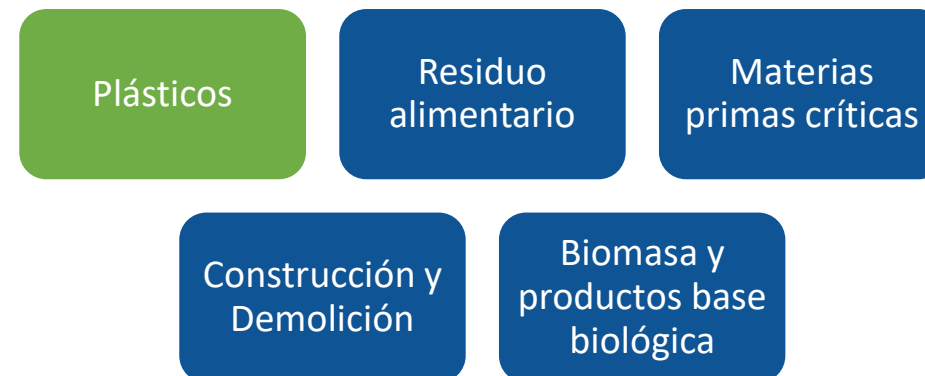 Plásticos
Residuo
alimentario
Materias
primas críticas
Construcción y
Demolición
Biomasa y
productos base
biológica